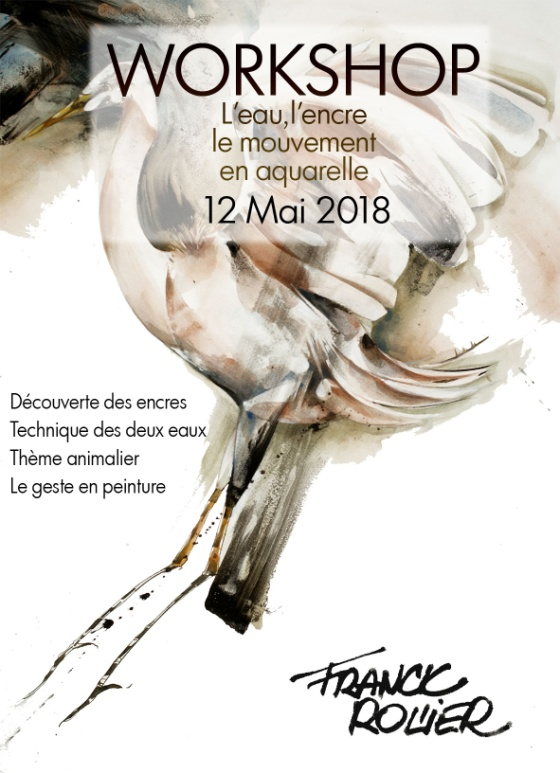 WORKSHOP
L'eau, l'encre
le mouvement
en aquarelle
12 Mai 2018
Découverte des encres
Technique des deux eaux
Thème animalier
Le geste en peinture
FRANCK
ROLLIER